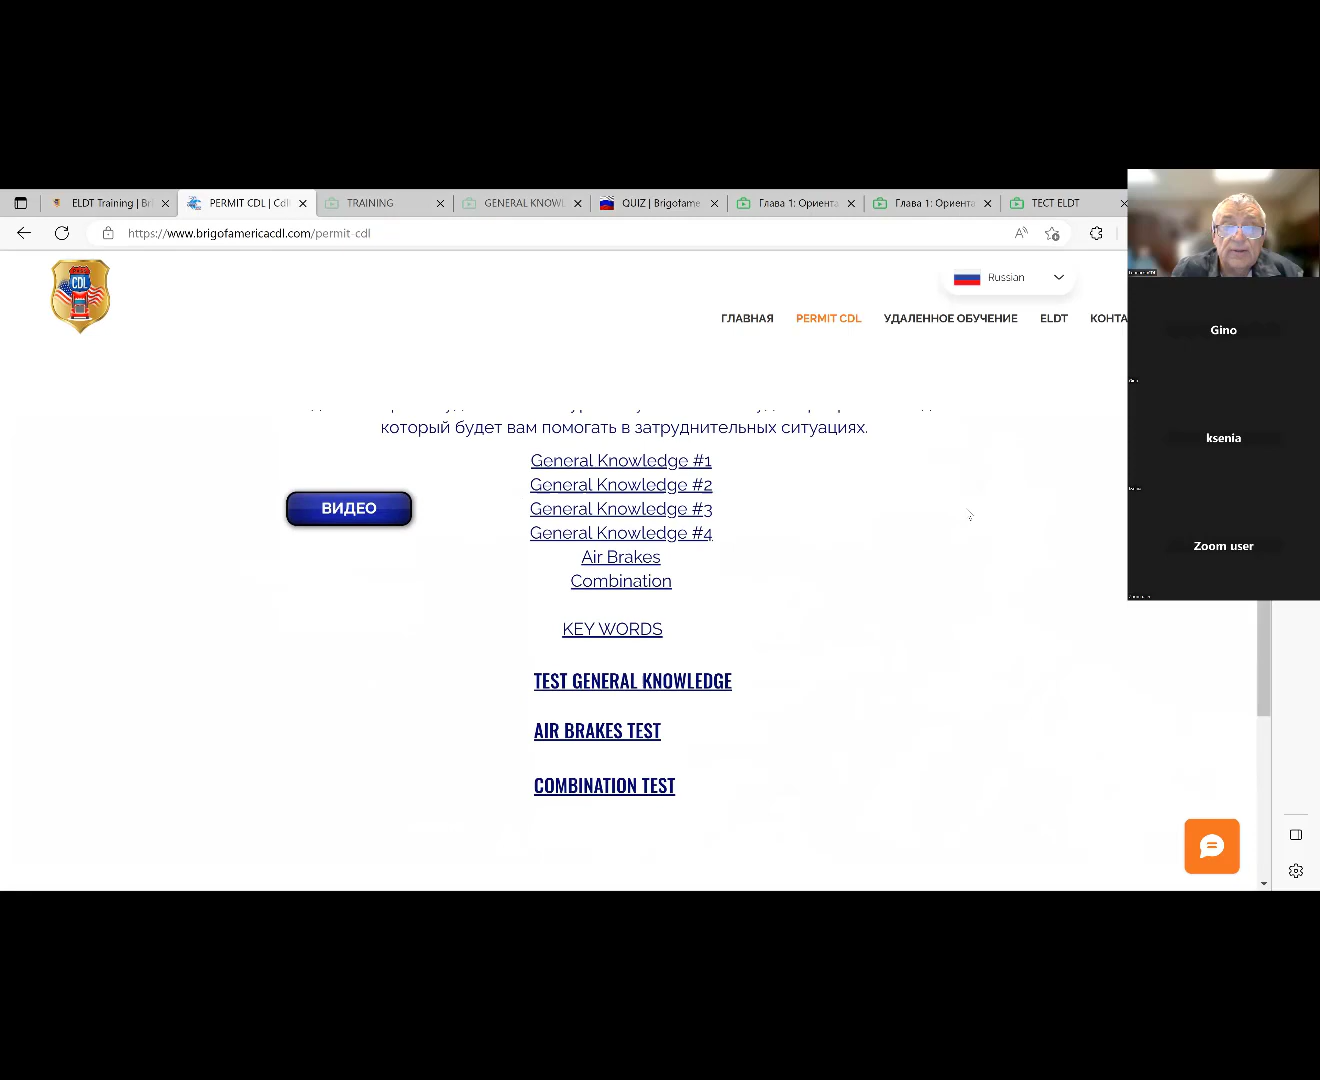 ELDT Training | Bri
PERMIT CDL | Cdl
TRAINING
GENERAL KNOWL
QUIZ | Brigofame
Глава 1: Ориента
Глава 1: Ориента
ТЕСТ ELDT
https://www.brigofamericacdl.com/permit-cdl
CDL
Russian
ГЛАВНАЯ
PERMIT CDL
УДАЛЕННОЕ ОБУЧЕНИЕ
ELDT
КОНТА
который будет вам помогать в затруднительных ситуациях.
General Knowledge #1
General Knowledge #2
ВИДЕО
General Knowledge #3
General Knowledge #4
Air Brakes
Combination
KEY WORDS
TEST GENERAL KNOWLEDGE
AIR BRAKES TEST
COMBINATION TEST
Gino
ksenia
Zoom user